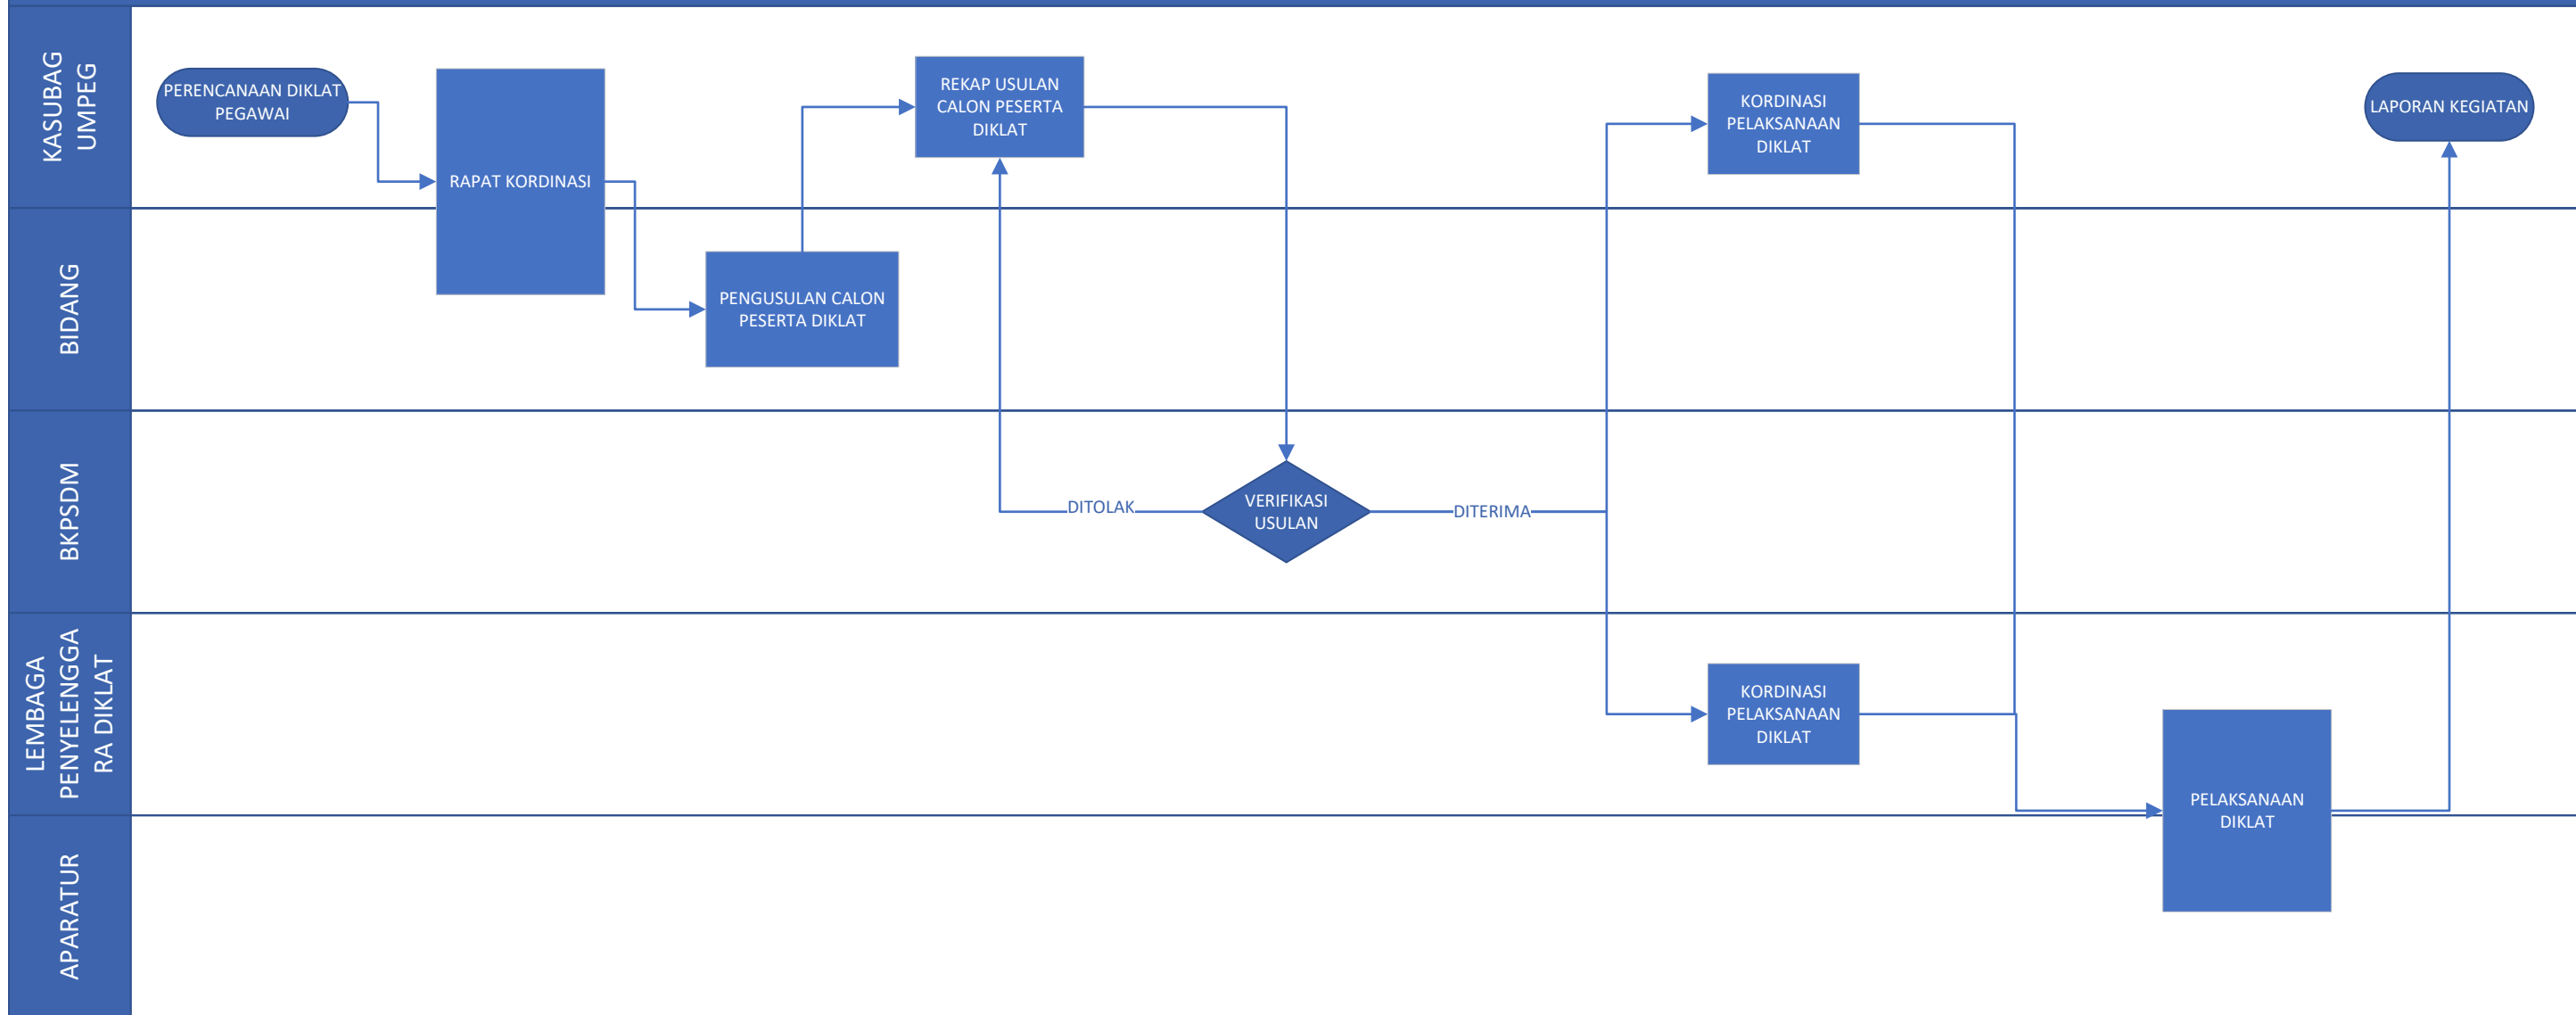 KASUBAG
UMPEG
PERENCANAAN DIKLAT
PEGAWAI
RAPAT KORDINASI
REKAP USULAN
CALON PESERTA
DIKLAT
KORDINASI
PELAKSANAAN
DIKLAT
LAPORAN KEGIATAN
BIDANG
PENGUSULAN CALON
PESERTA DIKLAT
BKPSDM
DITOLAK
VERIFIKASI
USULAN
DITERIMA
LEMBAGA
PENYELENGGA
RA DIKLAT
KORDINASI
PELAKSANAAN
DIKLAT
PELAKSANAAN
DIKLAT
APARATUR